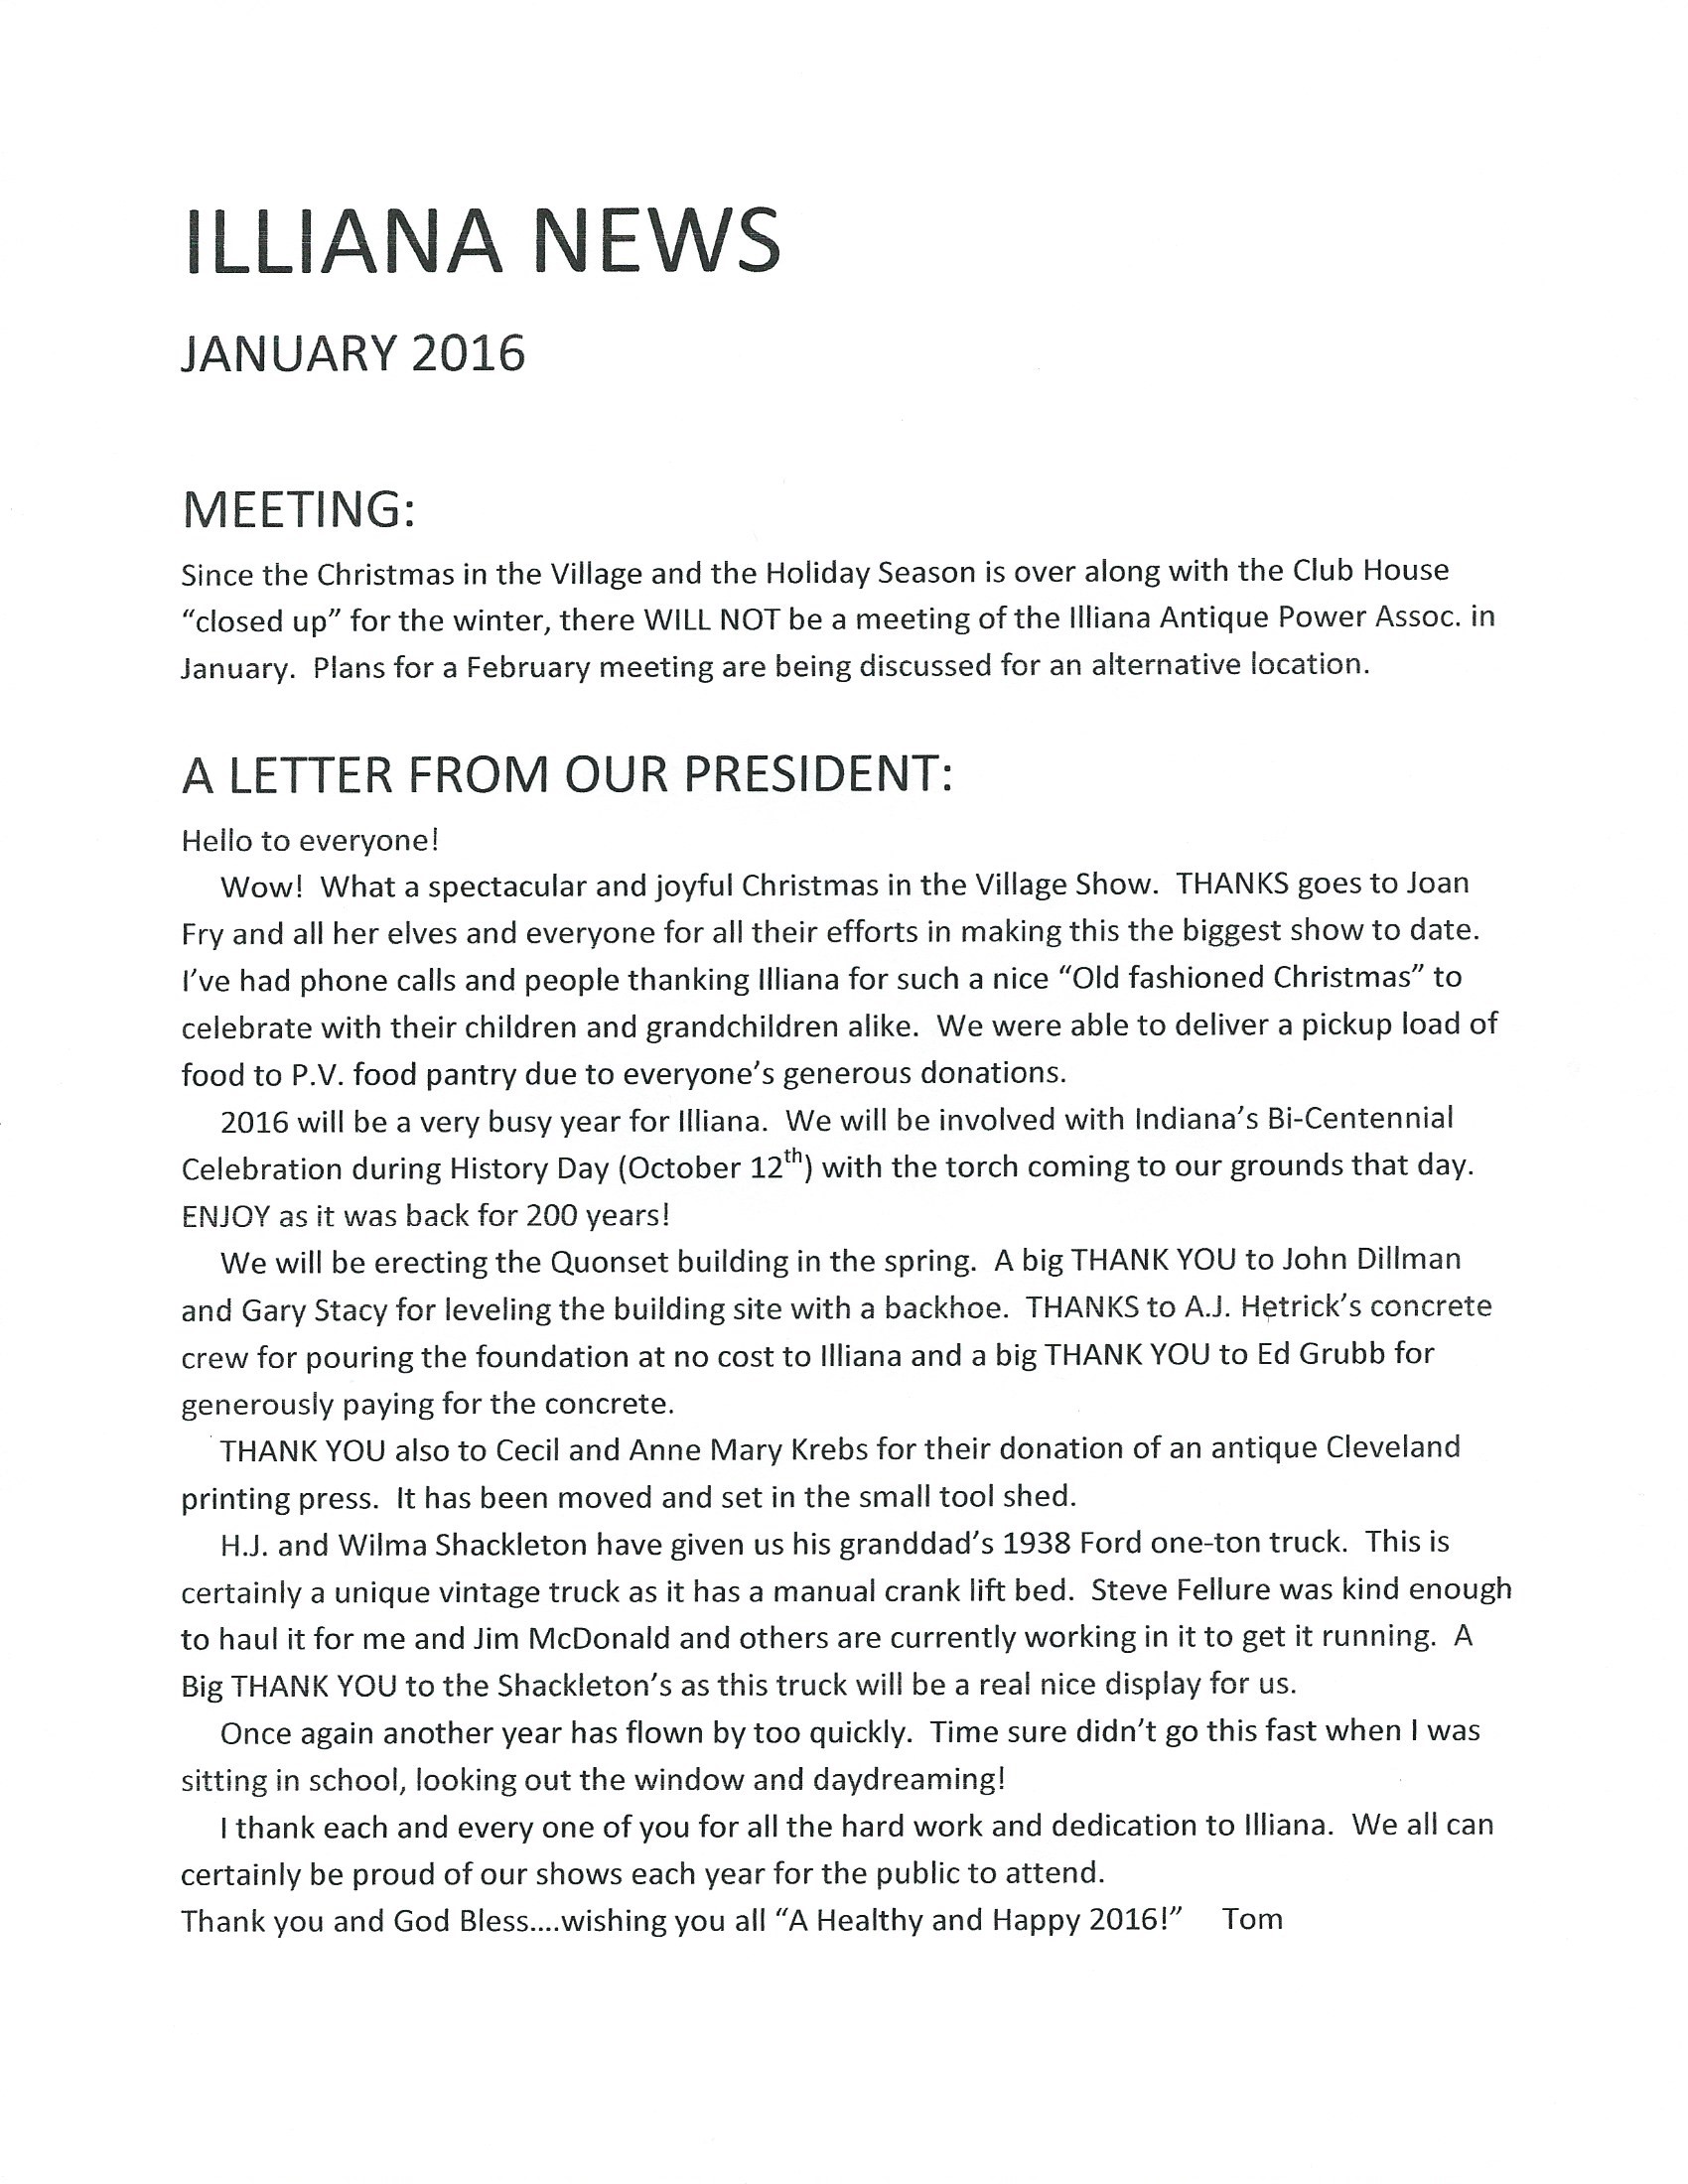 ILLIANA NEWS
JANUARY 2016
MEETING:
Since the Christmas in the Village and the Holiday Season is over along with the Club House
“closed up” for the winter, there WILL NOT be a meeting of the Illiana Antique Power Assoc. in
January.  Plans for a February meeting are being discussed for an alternative location.
A LETTER FROM OUR PRESIDENT:
Hello to everyone!
Wow!  What a spectacular and joyful Christmas in the Village Show.  THANKS goes to Joan
Fry and all her elves and everyone for all their efforts in making this the biggest show to date.
I’ve had phone calls and people thanking Illiana for such a nice “Old fashioned Christmas” to
celebrate with their children and grandchildren alike.  We were able to deliver a pickup load of
food to P.V. food pantry due to everyone’s generous donations.
2016 will be a very busy year for Illiana.  We will be involved with Indiana’s Bi-Centennial
Celebration during History Day (October 12th) with the torch coming to our grounds that day.
ENJOY as it was back for 200 years!
We will be erecting the Quonset building in the spring.  A big THANK YOU to John Dillman
and Gary Stacy for leveling the building site with a backhoe.  THANKS to A.J. Hetrick’s concrete
crew for pouring the foundation at no cost to Illiana and a big THANK YOU to Ed Grubb for
generously paying for the concrete.
THANK YOU also to Cecil and Anne Mary Krebs for their donation of an antique Cleveland
printing press.  It has been moved and set in the small tool shed.
H.J. and Wilma Shackleton have given us his granddad’s 1938 Ford one-ton truck.  This is
certainly a unique vintage truck as it has a manual crank lift bed.  Steve Fellure was kind enough
to haul it for me and Jim McDonald and others are currently working in it to get it running.  A
Big THANK YOU to the Shackleton’s as this truck will be a real nice display for us.
Once again another year has flown by too quickly.  Time sure didn’t go this fast when I was
sitting in school, looking out the window and daydreaming!
I thank each and every one of you for all the hard work and dedication to Illiana.  We all can
certainly be proud of our shows each year for the public to attend.
Thank you and God Bless....wishing you all “A Healthy and Happy 2016!”    Tom